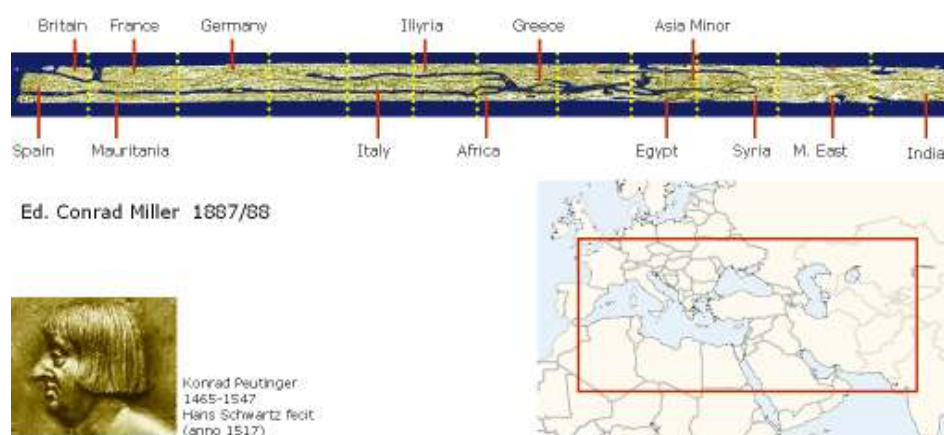 Britain France Germany Illyria Greece Asia Minor
Spain Mauritania Italy Africa Egypt Syria M. East India
Ed. Conrad Miller 1887/88
Konrad Peutinger
1465-1547
Hans Schwartz fecit
(anno 1517)